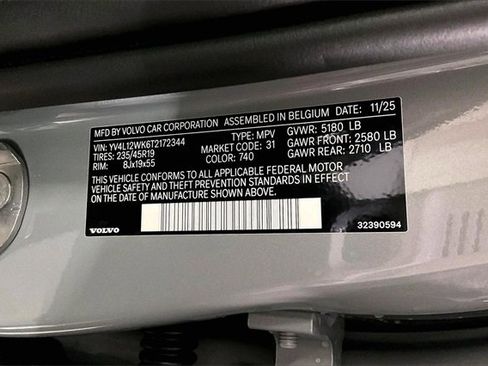 MFD BY VOLVO CAR CORPORATION ASSEMBLED IN BELGIUM DATE: 11/25
VIN: YV4L12WK6T2172344 TYPE: MPV GVWR: 5180 LB
TIRES: 235/45R19 MARKET CODE: 31 GAWR FRONT: 2580 LB
RIM: 8Jx19x55 COLOR: 740 GAWR REAR: 2710 LB
THIS VEHICLE CONFORMS TO ALL APPLICABLE FEDERAL MOTOR
VEHICLE SAFETY AND THEFT PREVENTION STANDARDS IN EFFECT
ON THE DATE OF MANUFACTURE SHOWN ABOVE.
VOLVO 32390594